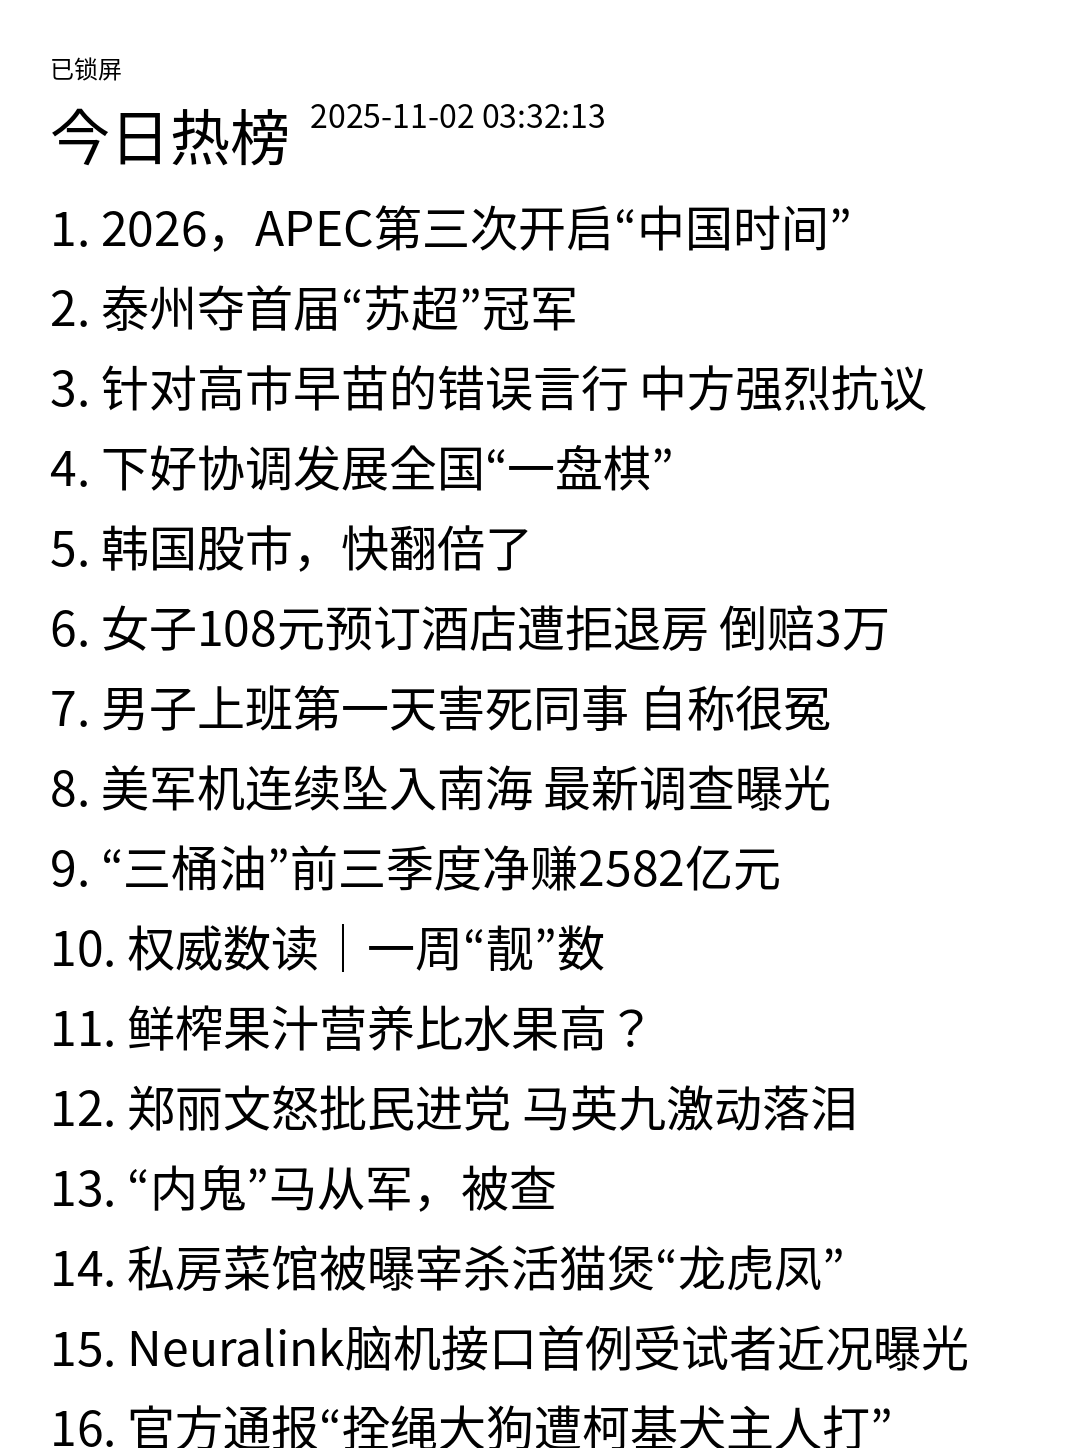 已锁屏
今日热榜 2025-11-02 03:32:13
1. 2026，APEC第三次开启“中国时间”
2. 泰州夺首届“苏超”冠军
3. 针对高市早苗的错误言行 中方强烈抗议
4. 下好协调发展全国“一盘棋”
5. 韩国股市，快翻倍了
6. 女子108元预订酒店遭拒退房 倒赔3万
7. 男子上班第一天害死同事 自称很冤
8. 美军机连续坠入南海 最新调查曝光
9. “三桶油”前三季度净赚2582亿元
10. 权威数读｜一周“靓”数
11. 鲜榨果汁营养比水果高？
12. 郑丽文怒批民进党 马英九激动落泪
13. “内鬼”马从军，被查
14. 私房菜馆被曝宰杀活猫煲“龙虎凤”
15. Neuralink脑机接口首例受试者近况曝光
16. 官方通报“拴绳大狗遭柯基犬主人打”